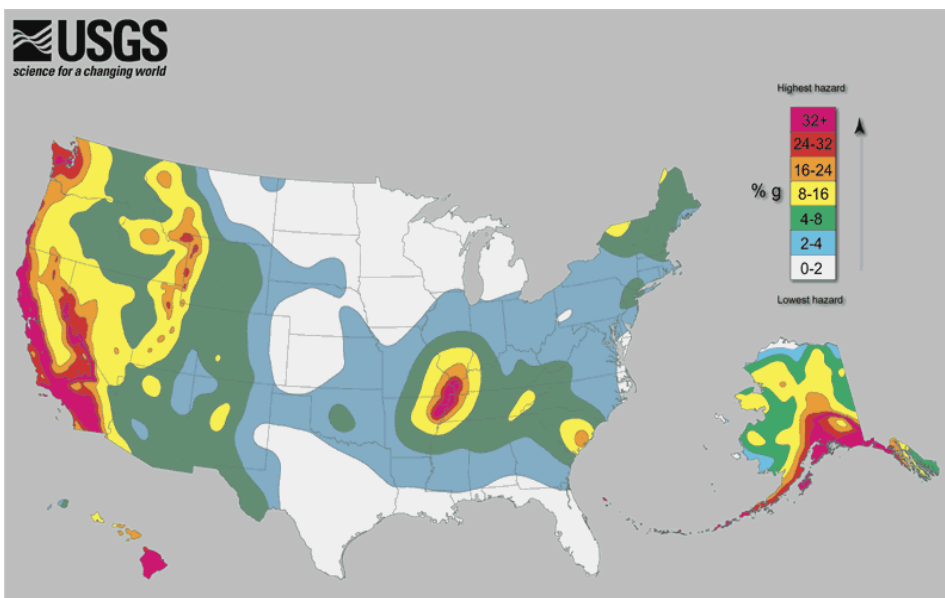 USGS
science for a changing world
Highest hazard
32+
24-32
16-24
% g
8-16
4-8
2-4
0-2
Lowest hazard